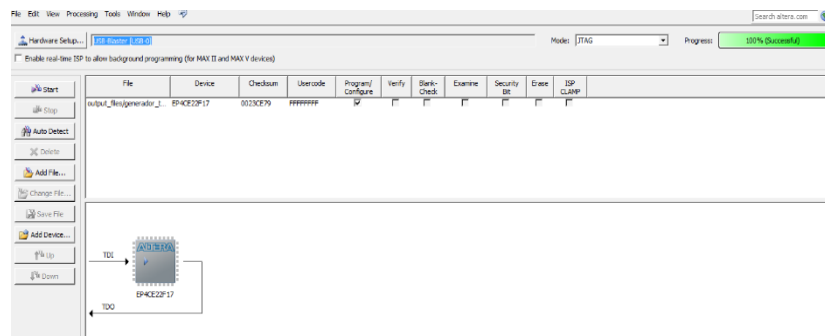 File Edit View Processing Tools Window Help
Search altera.com
Hardware Setup... USB-Blaster [USB-0] Mode: JTAG Progress: 100% (Successful)
Enable real-time ISP to allow background programming (for MAX II and MAX V devices)
File Device Checksum Usercode Program/ Configure Verify Blank- Check Examine Security Bit Erase ISP CLAMP
output_files/generador_t... EP4CE22F17 0023CE79 FFFFFFFF
Start
Stop
Auto Detect
Delete
Add File...
Change File...
Save File
Add Device...
Up
Down
TDI
ALTERA
EP4CE22F17
TDO